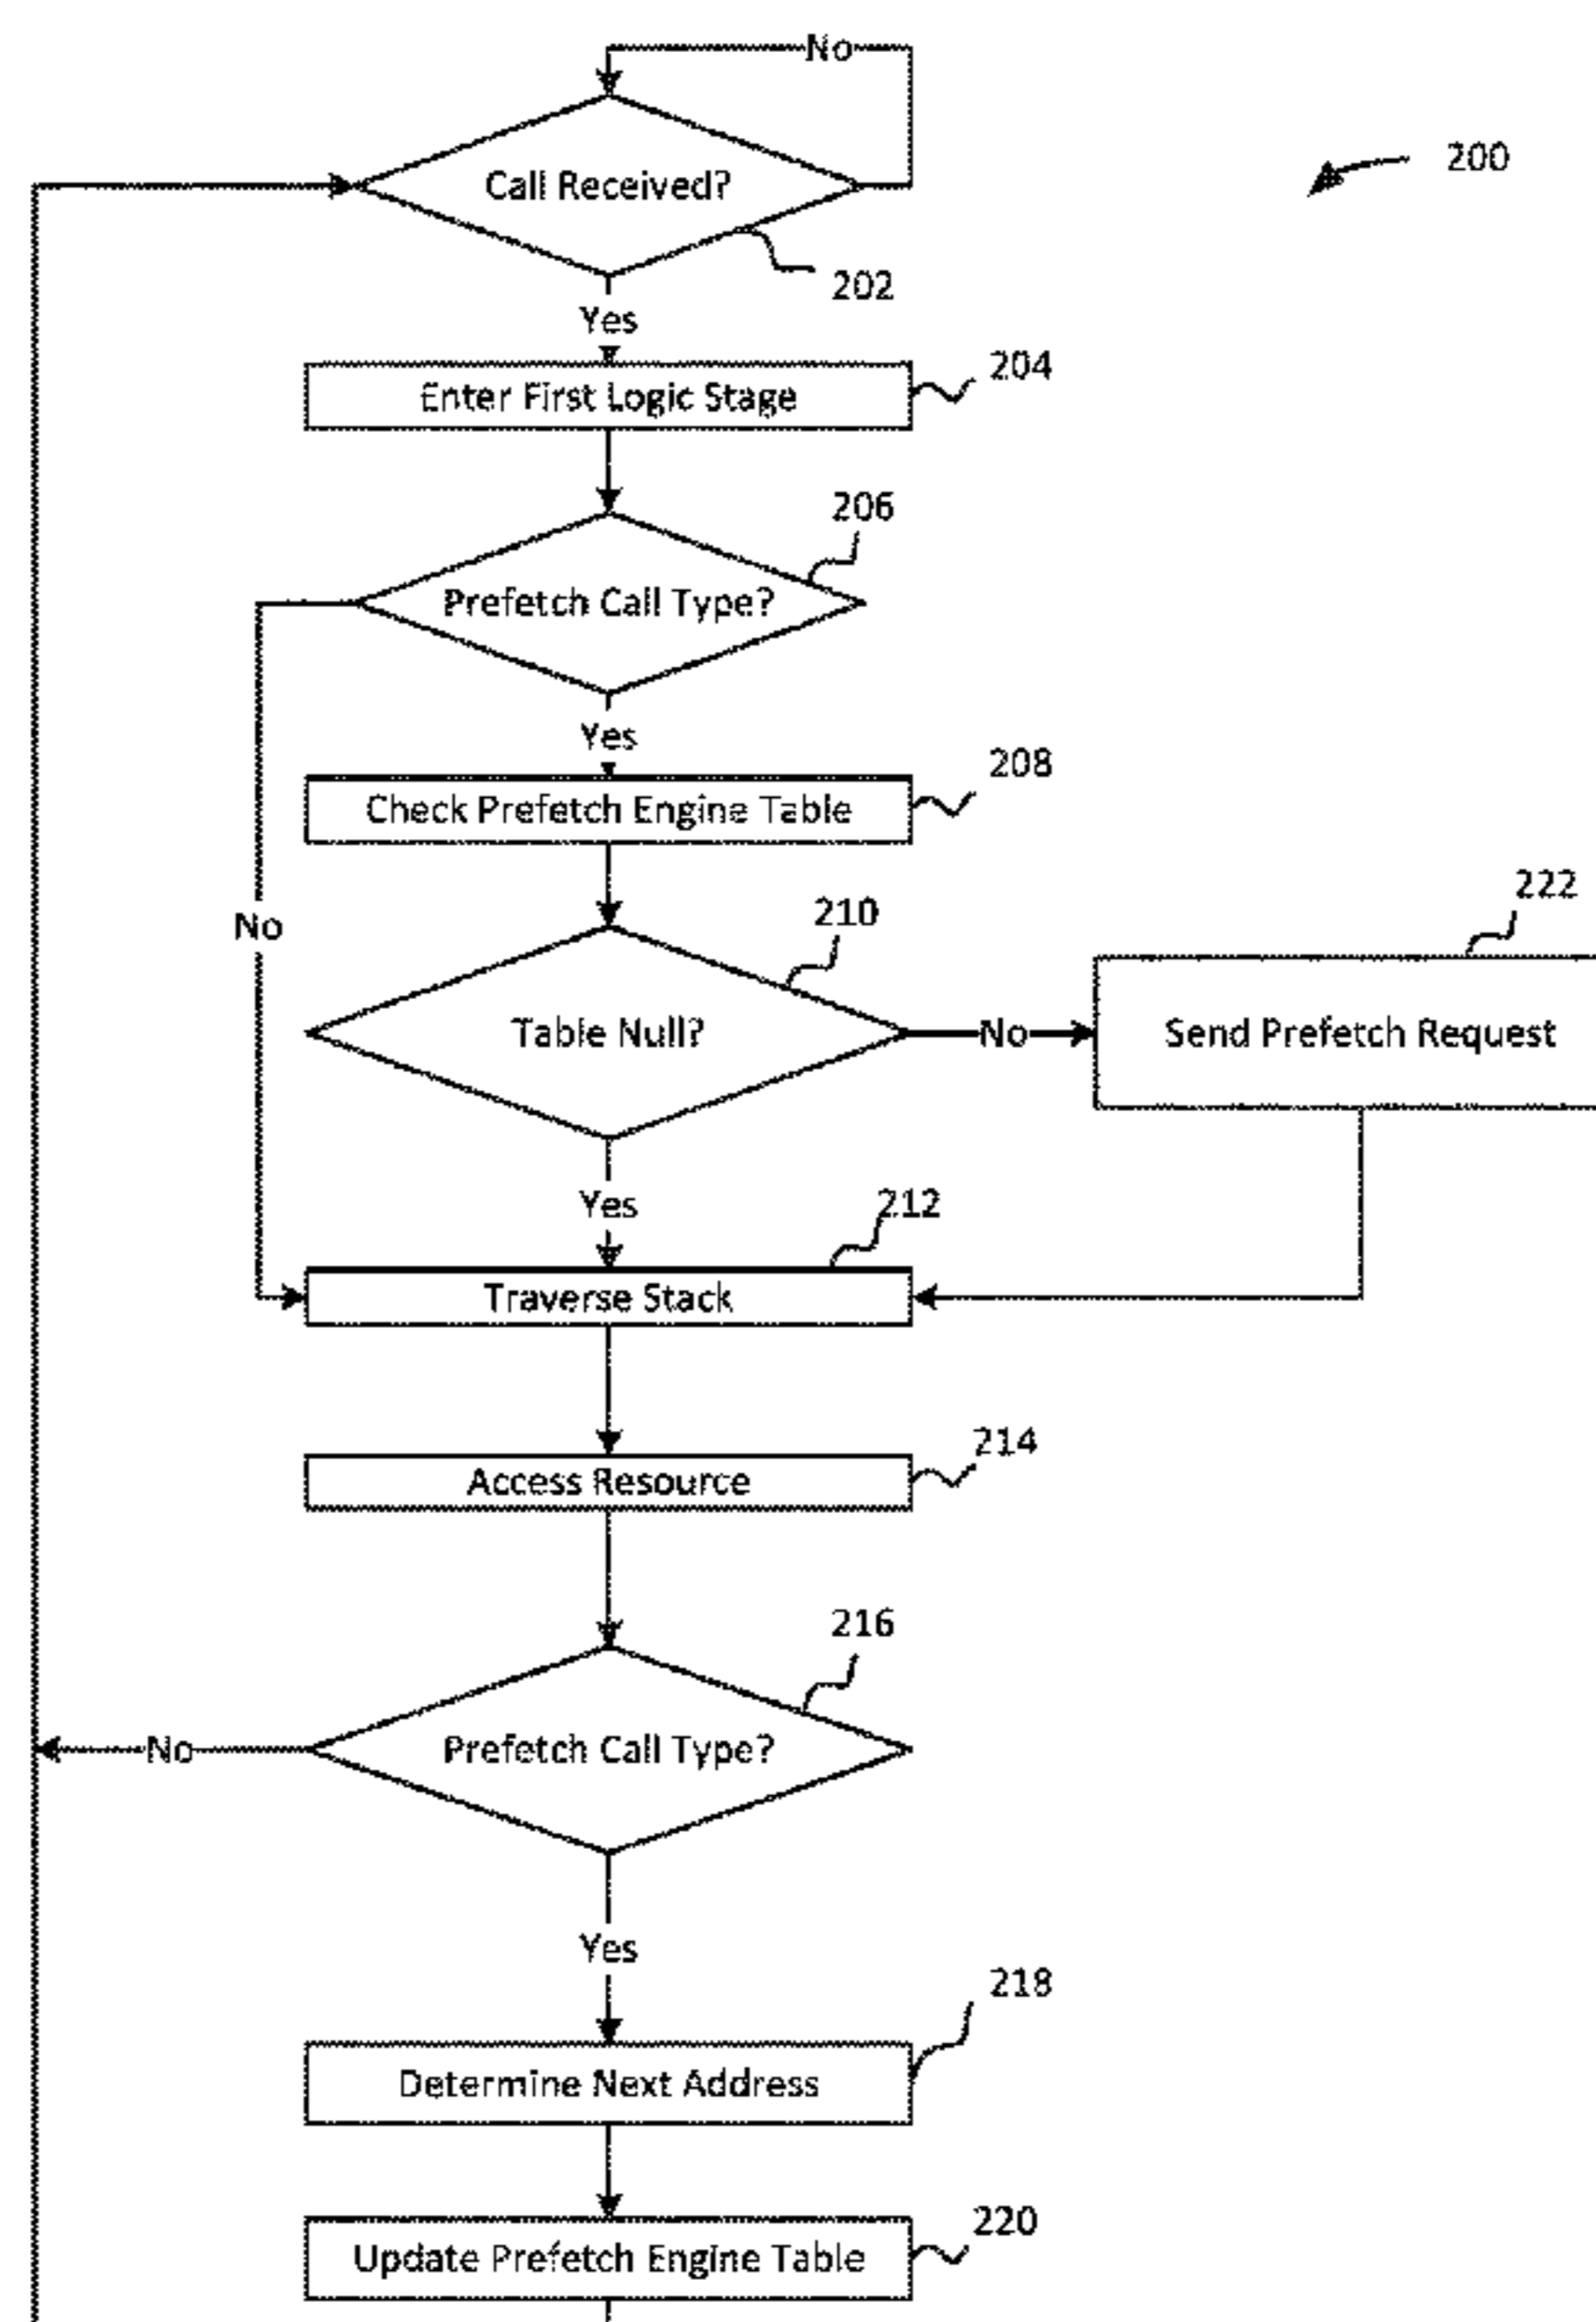 No
Call Received?
200
202
Yes
204
Enter First Logic Stage
206
Prefetch Call Type?
Yes
208
Check Prefetch Engine Table
222
210
No
Table Null?
No
Send Prefetch Request
Yes
212
Traverse Stack
214
Access Resource
216
Prefetch Call Type?
No
Yes
218
Determine Next Address
220
Update Prefetch Engine Table